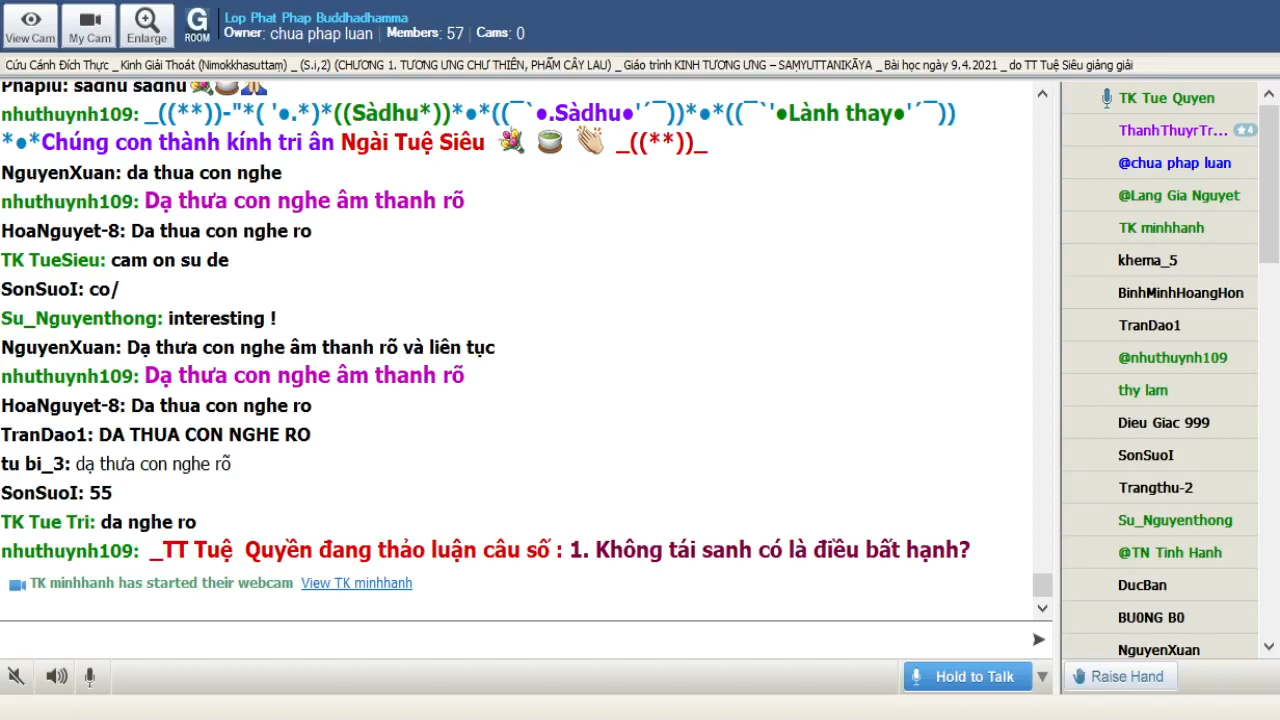 View Cam
My Cam
Enlarge
G
ROOM
Lop Phat Phap Buddhadhamma
Owner: chua phap luan | Members: 57 | Cams: 0
Cứu Cánh Đích Thực _ Kinh Giải Thoát (Nimokkhasuttaṃ) _ (S.i,2) (CHƯƠNG 1. TƯƠNG ƯNG CHƯ THIÊN, PHẨM CÂY LAU) _ Giáo trình KINH TƯƠNG ƯNG – SAṂYUTTANIKĀYA _ Bài học ngày 9.4.2021 _ do TT Tuệ Siêu giảng giải
Phapiu: sadhu sadhu
nhuthuynh109: _((**))-"*( '●.*)*((Sàdhu*))*●*((¯`●.Sàdhu●'´¯))*●*((¯`'●Lành thay●'´¯))
*●*Chúng con thành kính tri ân Ngài Tuệ Siêu _((**))_
NguyenXuan: da thua con nghe
nhuthuynh109: Dạ thưa con nghe âm thanh rõ
HoaNguyet-8: Da thua con nghe ro
TK TueSieu: cam on su de
SonSuoI: co/
Su_Nguyenthong: interesting !
NguyenXuan: Dạ thưa con nghe âm thanh rõ và liên tục
nhuthuynh109: Dạ thưa con nghe âm thanh rõ
HoaNguyet-8: Da thua con nghe ro
TranDao1: DA THUA CON NGHE RO
tu bi_3: dạ thưa con nghe rõ
SonSuoI: 55
TK Tue Tri: da nghe ro
nhuthuynh109: _TT Tuệ Quyền đang thảo luận câu số : 1. Không tái sanh có là điều bất hạnh?
TK minhhanh has started their webcam View TK minhhanh
Hold to Talk
TK Tue Quyen
ThanhThuyrTr... 4
@chua phap luan
@Lang Gia Nguyet
TK minhhanh
khema_5
BinhMinhHoangHon
TranDao1
@nhuthuynh109
thy lam
Dieu Giac 999
SonSuoI
Trangthu-2
Su_Nguyenthong
@TN Tinh Hanh
DucBan
BU0NG B0
NguyenXuan
Raise Hand